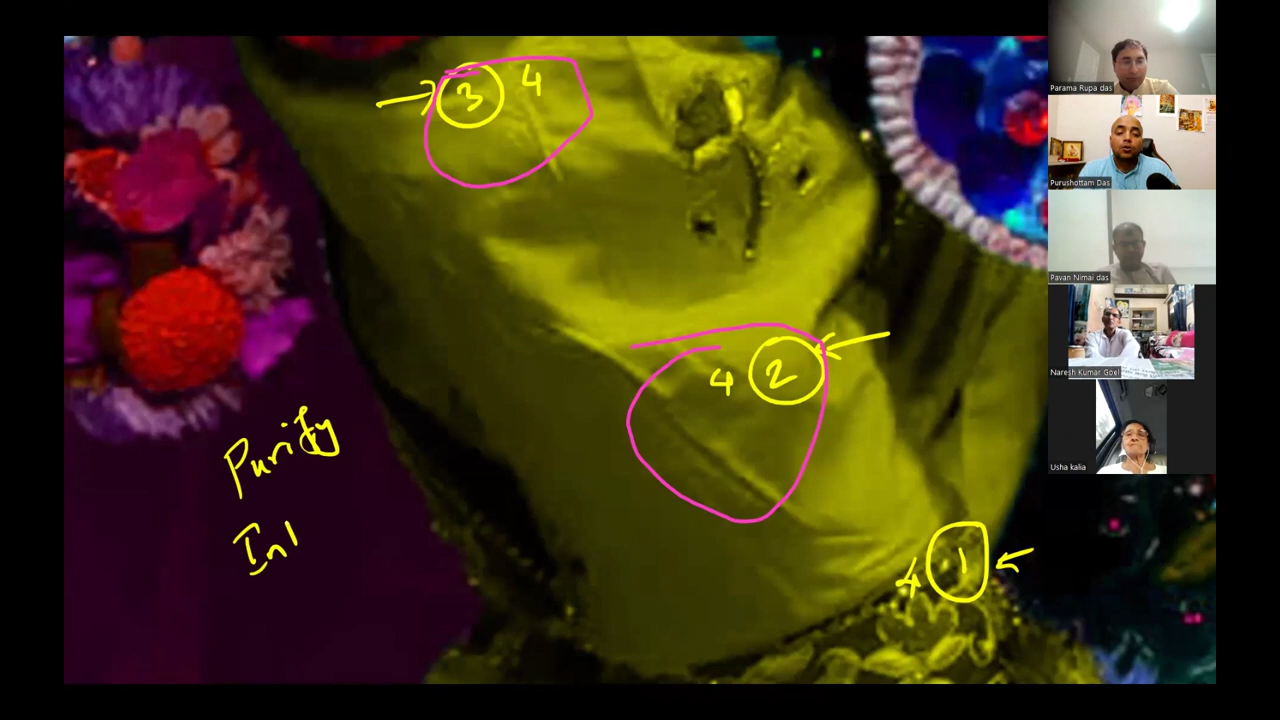 3 4
4 2
4 1
Purify
Inl
Parama Rupa das
Purushottam Das
Pavan Nimai das
Naresh Kumar Goel
Usha kalia